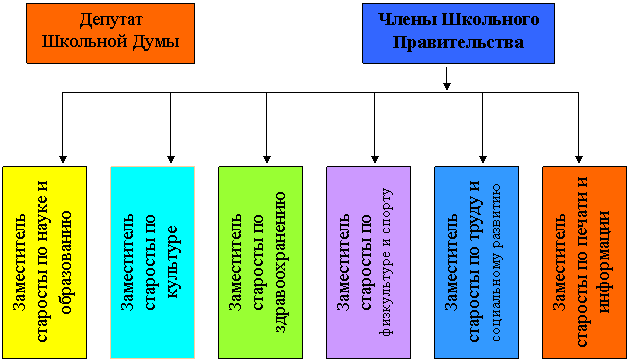 Депутат
Школьной Думы
Члены Школьного
Правительства
Заместитель
старосты по науке и
образованию
Заместитель
старосты по
культуре
Заместитель
старосты по
здравоохранению
Заместитель
старосты по
физкультуре и спорту
Заместитель
старосты по труду и
социальному развитию
Заместитель
старосты по печати и
информации